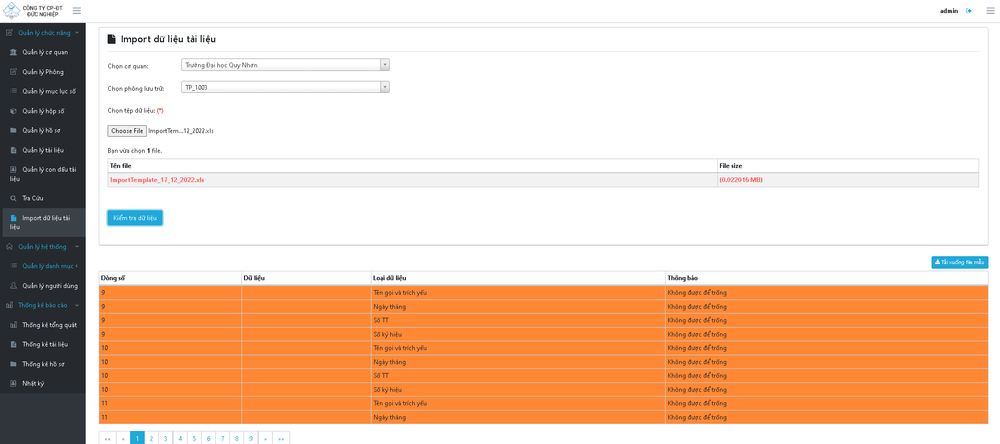 CÔNG TY CP-ĐT
ĐỨC NGHIỆP
admin
Quản lý chức năng
Quản lý cơ quan
Quản lý Phông
Quản lý mục lục số
Quản lý hộp số
Quản lý hồ sơ
Quản lý tài liệu
Quản lý con dấu tài
liệu
Tra Cứu
Import dữ liệu tài
liệu
Quản lý hệ thống
Quản lý danh mục
Quản lý người dùng
Thống kê báo cáo
Thống kê tổng quát
Thống kê tài liệu
Thống kê hồ sơ
Nhật ký
Import dữ liệu tài liệu
Chọn cơ quan: Trường Đại học Quy Nhơn
Chọn phông lưu trữ: TP_1003
Chọn tệp dữ liệu: (*)
Choose File ImportTem...12_2022.xls
Bạn vừa chọn 1 file.
Tên file File size
ImportTemplate_17_12_2022.xls (0.022016 MB)
Kiểm tra dữ liệu
Tải xuống file mẫu
Dòng số Dữ liệu Loại dữ liệu Thông báo
9 Tên gọi và trích yếu Không được để trống
9 Ngày tháng Không được để trống
9 Số TT Không được để trống
9 Số ký hiệu Không được để trống
10 Tên gọi và trích yếu Không được để trống
10 Ngày tháng Không được để trống
10 Số TT Không được để trống
10 Số ký hiệu Không được để trống
11 Tên gọi và trích yếu Không được để trống
11 Ngày tháng Không được để trống
«« « 1 2 3 4 5 6 7 8 9 » »»